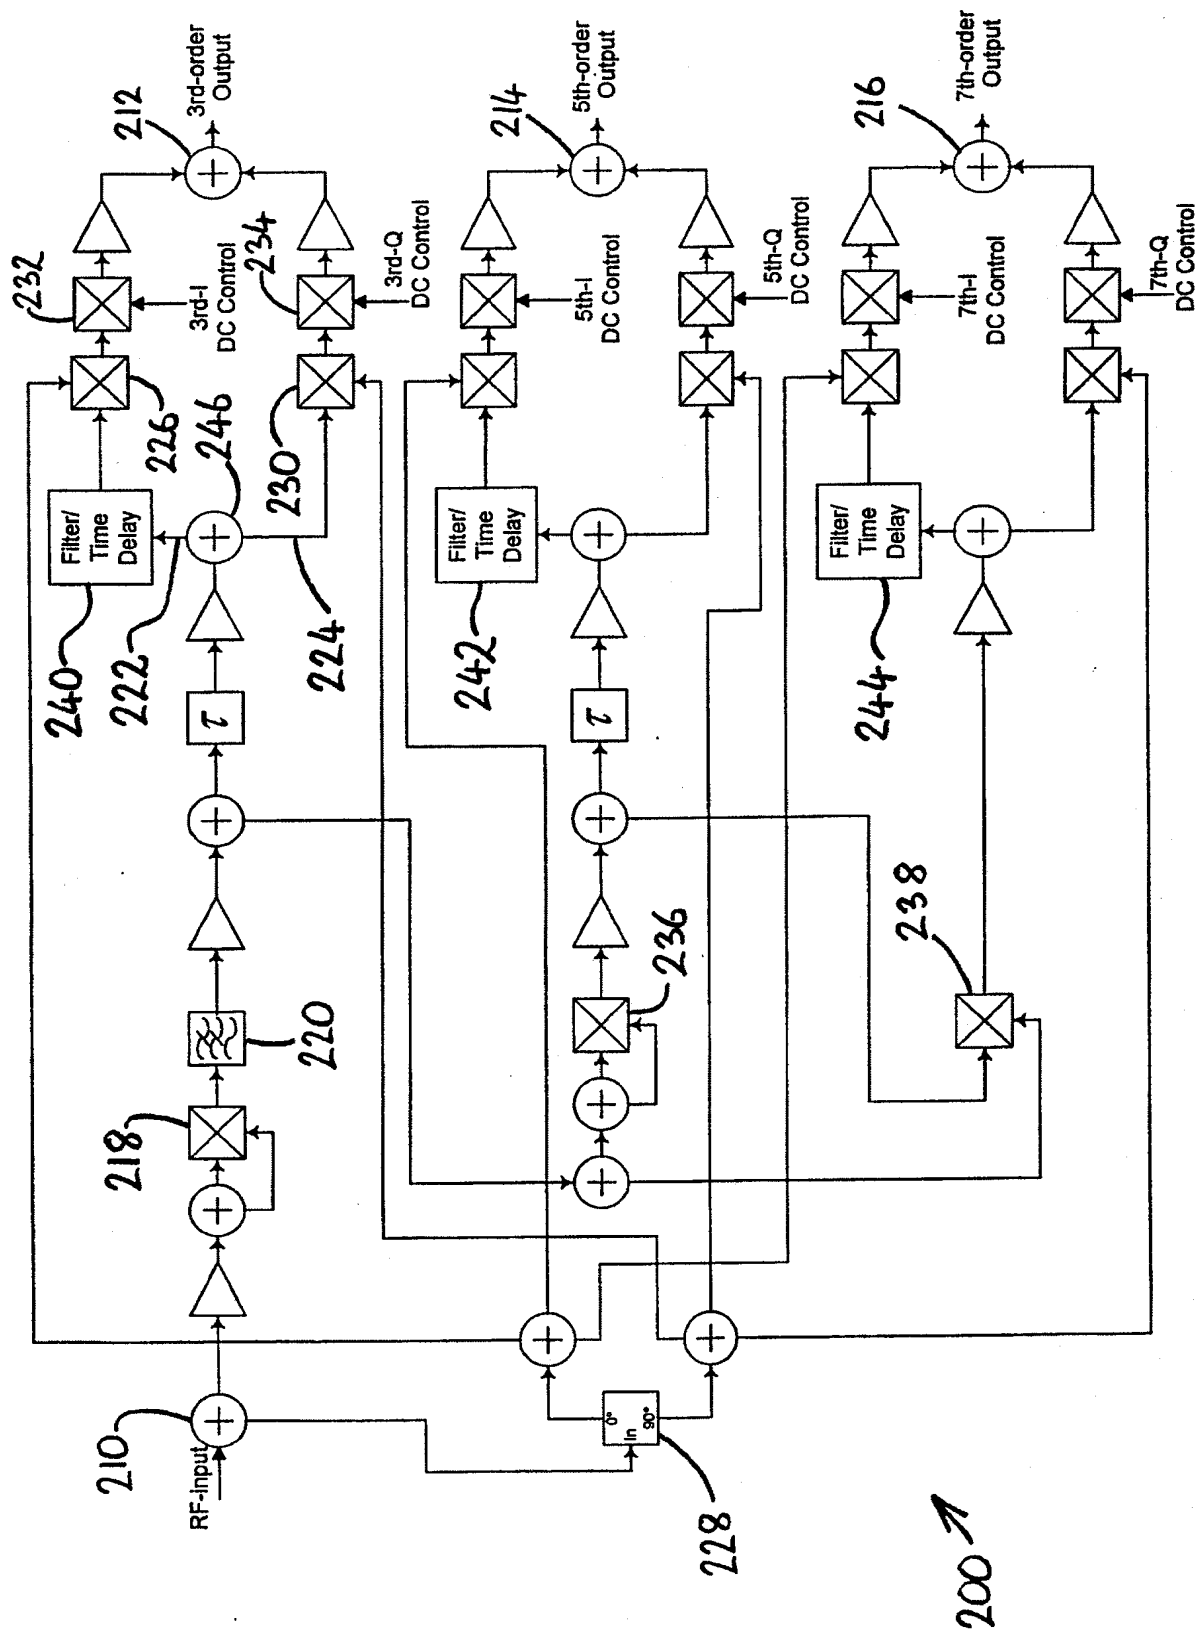 212
3rd-order
Output
232
3rd-I
DC Control
234
3rd-Q
DC Control
226
246
230
Filter/
Time
Delay
240
222
224
τ
220
218
210
RF-Input
214
5th-order
Output
5th-I
DC Control
5th-Q
DC Control
Filter/
Time
Delay
242
τ
236
0°
In
90°
228
216
7th-order
Output
7th-I
DC Control
7th-Q
DC Control
Filter/
Time
Delay
244
238
200